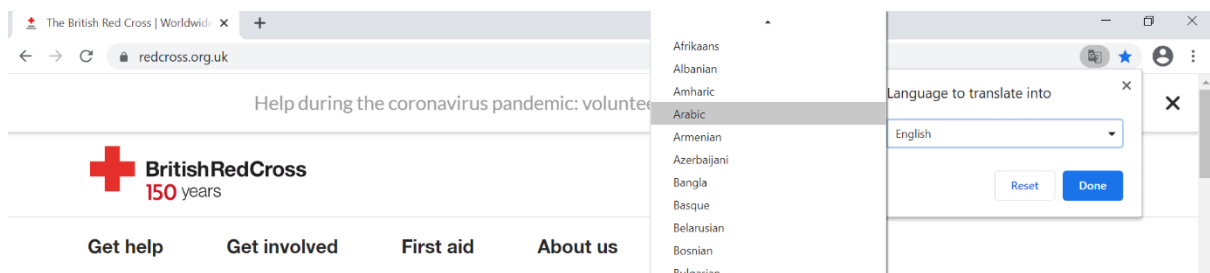 The British Red Cross | Worldwid
redcross.org.uk
Help during the coronavirus pandemic: voluntee
BritishRedCross
150 years
Get help Get involved First aid About us
Afrikaans
Albanian
Amharic
Arabic
Armenian
Azerbaijani
Bangla
Basque
Belarusian
Bosnian
Bulgarian
Language to translate into
English
Reset Done